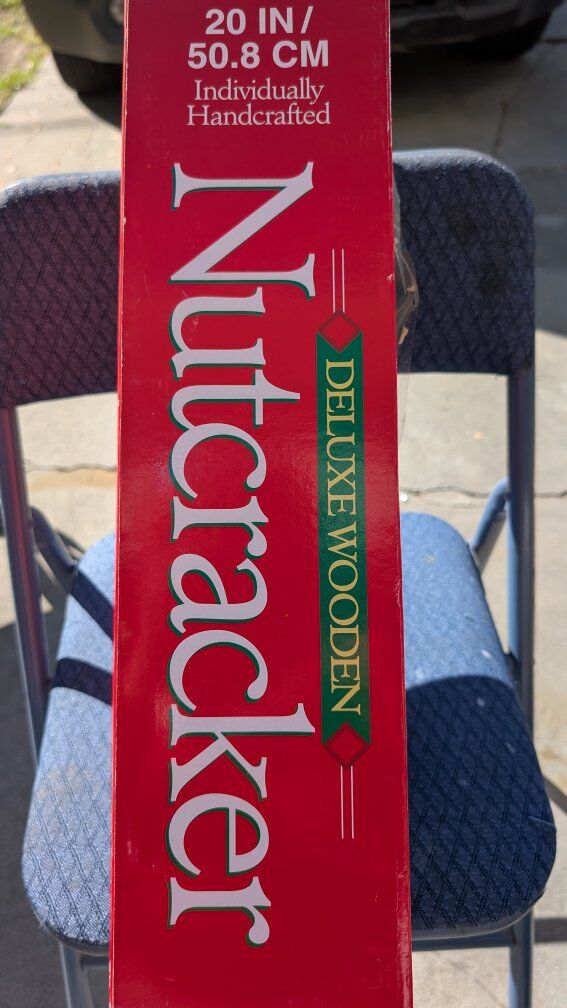 20 IN/
50.8 CM
Individually
Handcrafted
DELUXE WOODEN
Nutcracker